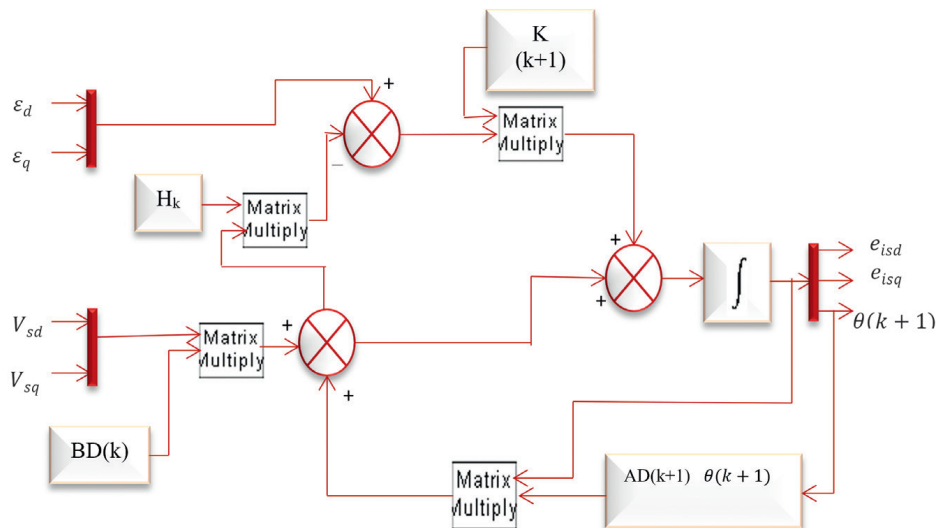 K
(k+1)
+
ε_d
Matrix
Multiply
ε_q
−
H_k
Matrix
Multiply
+
+
e_isd
∫
e_isq
V_sd
+
Matrix
Multiply
θ(k + 1)
V_sq
+
BD(k)
Matrix
Multiply
AD(k+1) θ(k + 1)